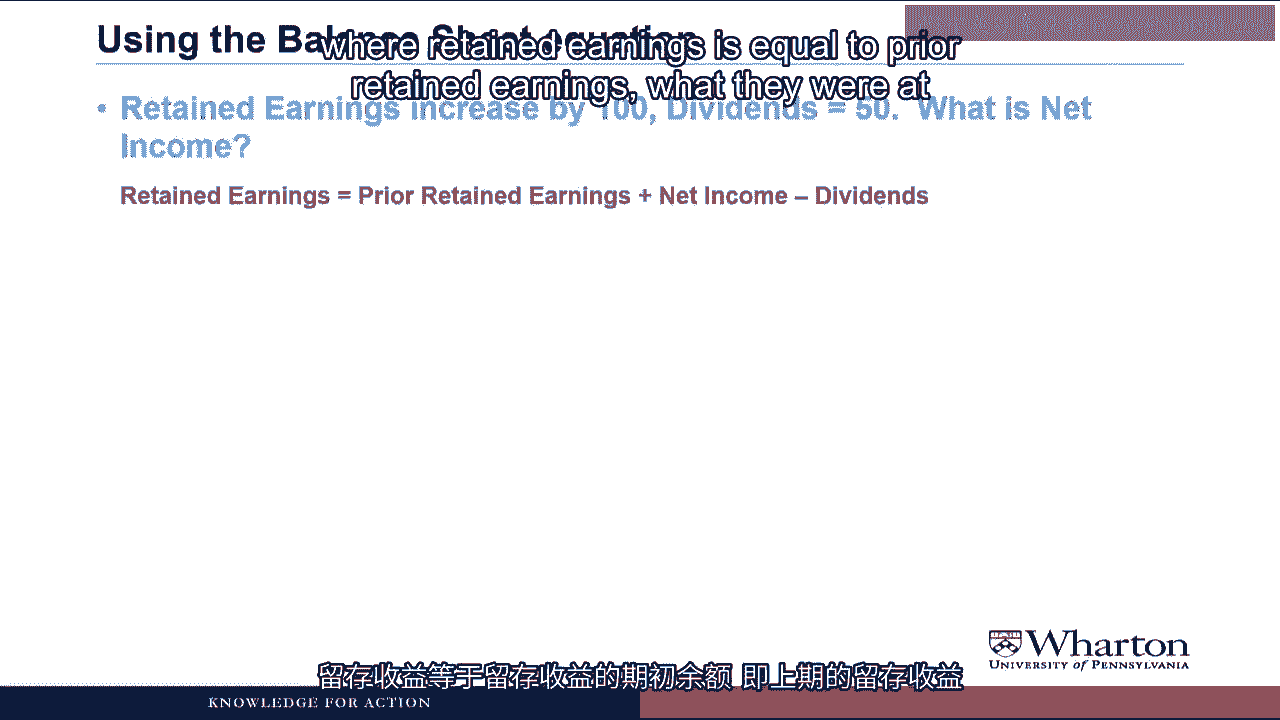 Using the Balance Sheet equation
where retained earnings is equal to prior
retained earnings, what they were at
• Retained Earnings increase by 100, Dividends = 50. What is Net
Income?
Retained Earnings = Prior Retained Earnings + Net Income – Dividends
Wharton
UNIVERSITY of PENNSYLVANIA
留存收益等于留存收益的期初余额 即上期的留存收益
KNOWLEDGE FOR ACTION